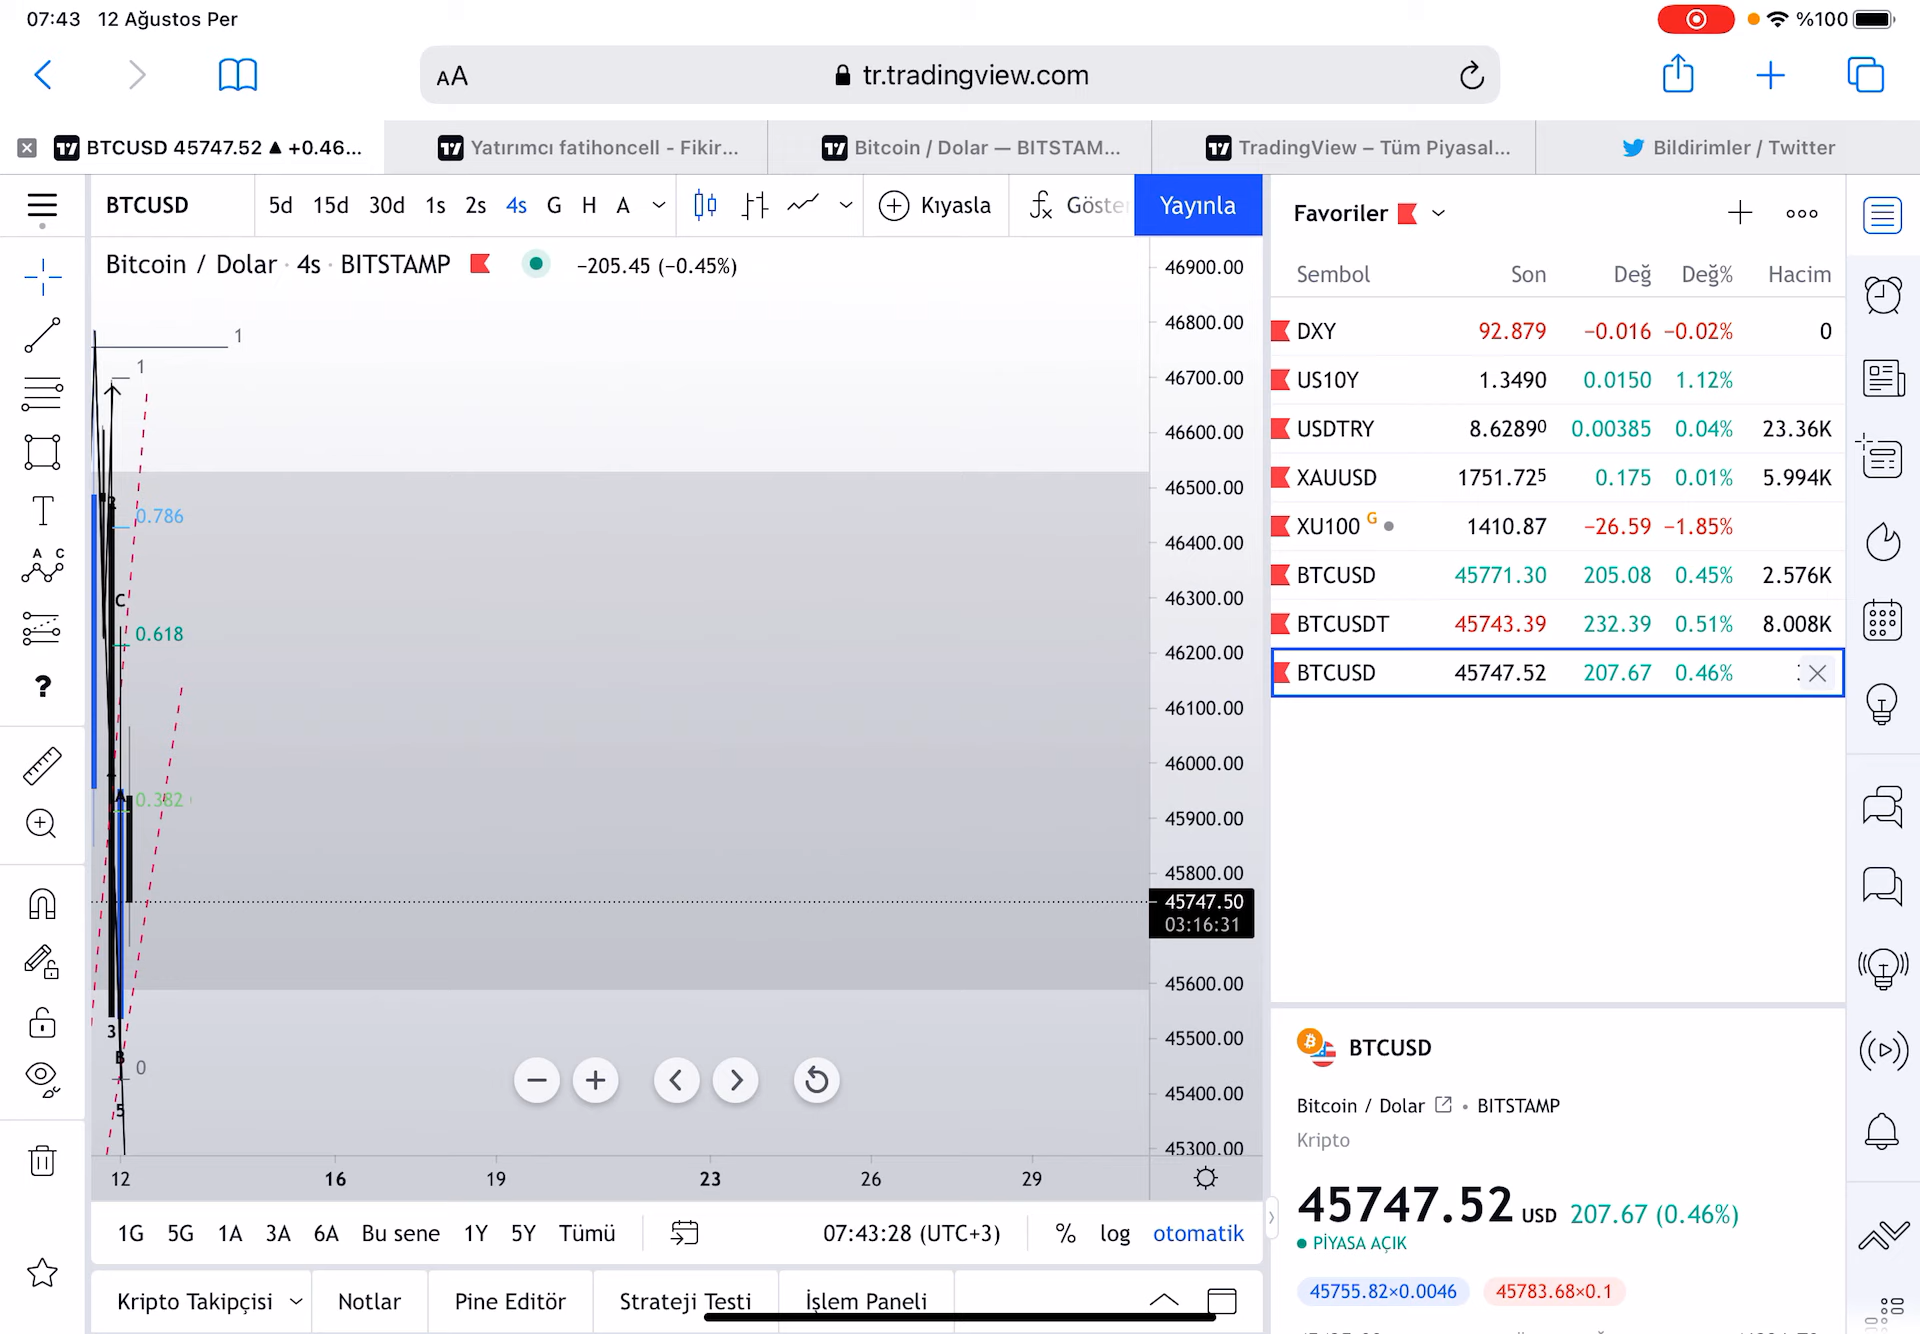 07:43 12 Ağustos Per
%100
AA tr.tradingview.com
BTCUSD 45747.52 ▲ +0.46...
Yatırımcı fatihoncell - Fikir...
Bitcoin / Dolar — BITSTAM...
TradingView – Tüm Piyasal...
Bildirimler / Twitter
BTCUSD 5d 15d 30d 1s 2s 4s G H A Kıyasla Göste Yayınla
Bitcoin / Dolar · 4s · BITSTAMP −205.45 (−0.45%)
1
1
0.786
C
0.618
A
0.382
3
B
0
5
46900.00
46800.00
46700.00
46600.00
46500.00
46400.00
46300.00
46200.00
46100.00
46000.00
45900.00
45800.00
45747.50
03:16:31
45600.00
45500.00
45400.00
45300.00
12 16 19 23 26 29
1G 5G 1A 3A 6A Bu sene 1Y 5Y Tümü 07:43:28 (UTC+3) % log otomatik
Kripto Takipçisi Notlar Pine Editör Strateji Testi İşlem Paneli
Favoriler
Sembol Son Değ Değ% Hacim
DXY 92.879 −0.016 −0.02% 0
US10Y 1.3490 0.0150 1.12%
USDTRY 8.6289⁰ 0.00385 0.04% 23.36K
XAUUSD 1751.72⁵ 0.175 0.01% 5.994K
XU100 G 1410.87 −26.59 −1.85%
BTCUSD 45771.30 205.08 0.45% 2.576K
BTCUSDT 45743.39 232.39 0.51% 8.008K
BTCUSD 45747.52 207.67 0.46%
BTCUSD
Bitcoin / Dolar • BITSTAMP
Kripto
45747.52 USD 207.67 (0.46%)
PİYASA AÇIK
45755.82×0.0046 45783.68×0.1